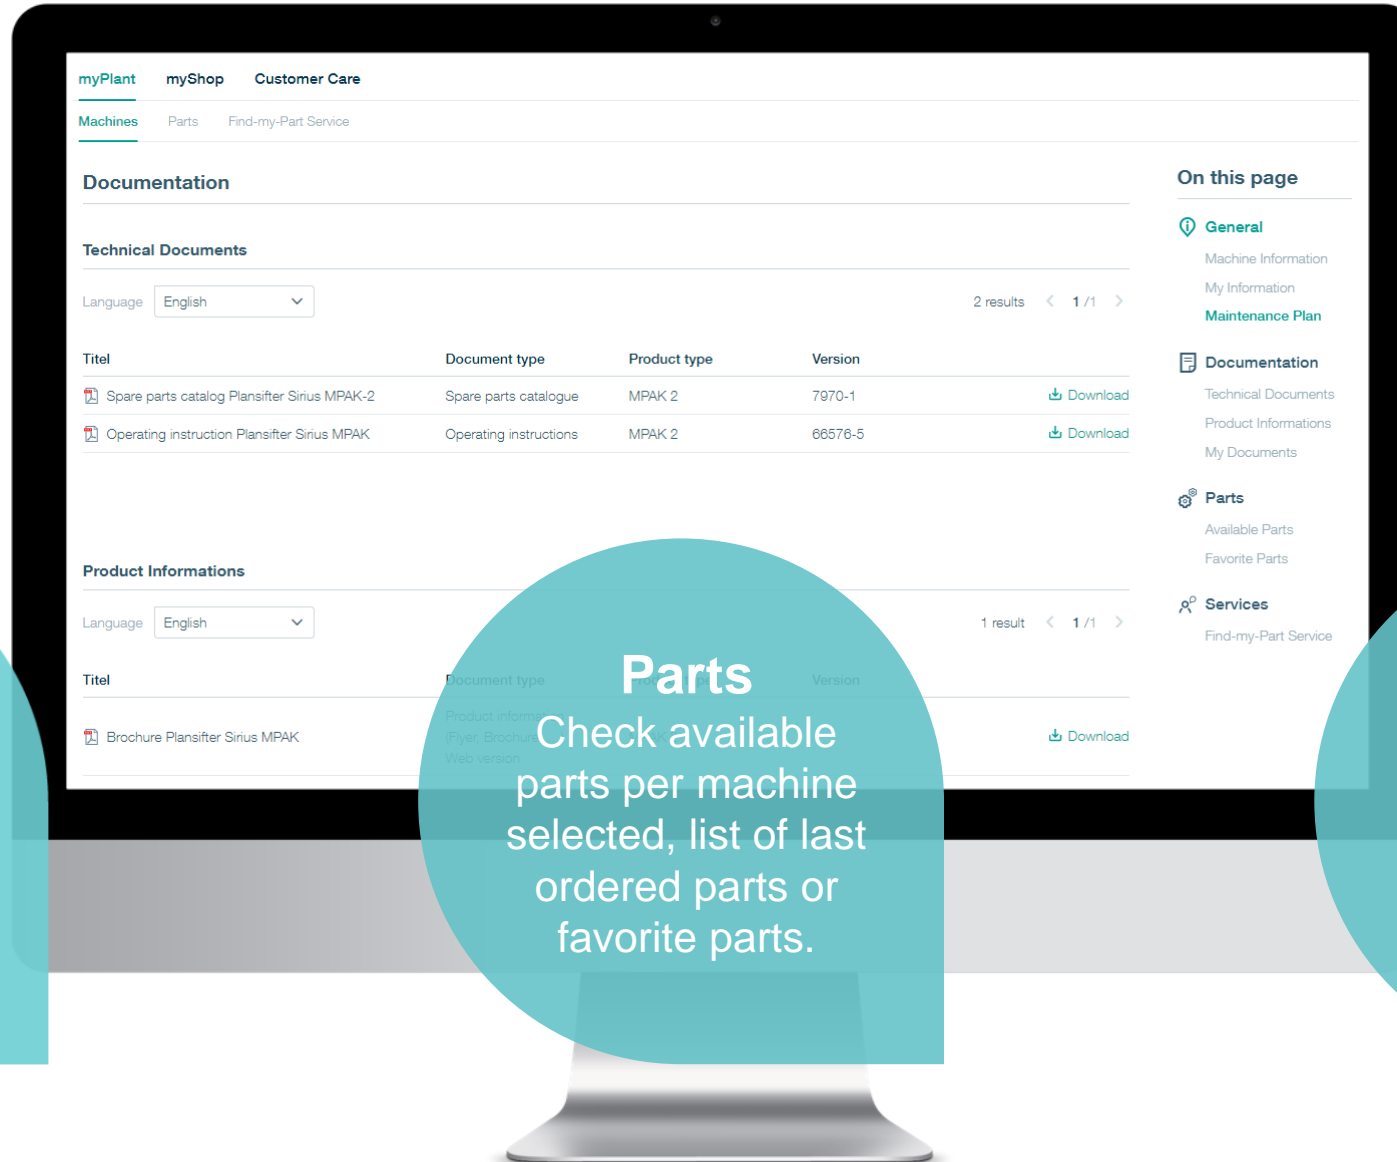 myPlant myShop Customer Care
Machines Parts Find-my-Part Service
Documentation
Technical Documents
Language English 2 results 1 /1
Titel Document type Product type Version
Spare parts catalog Plansifter Sirius MPAK-2 Spare parts catalogue MPAK 2 7970-1 Download
Operating instruction Plansifter Sirius MPAK Operating instructions MPAK 2 66576-5 Download
Product Informations
Language English 1 result 1 /1
Titel Document type Version
Product
Brochure Plansifter Sirius MPAK (Flyer, Brochure Download
Web version
On this page
General
Machine Information
My Information
Maintenance Plan
Documentation
Technical Documents
Product Informations
My Documents
Parts
Available Parts
Favorite Parts
Services
Find-my-Part Service
Parts
Check available
parts per machine
selected, list of last
ordered parts or
favorite parts.